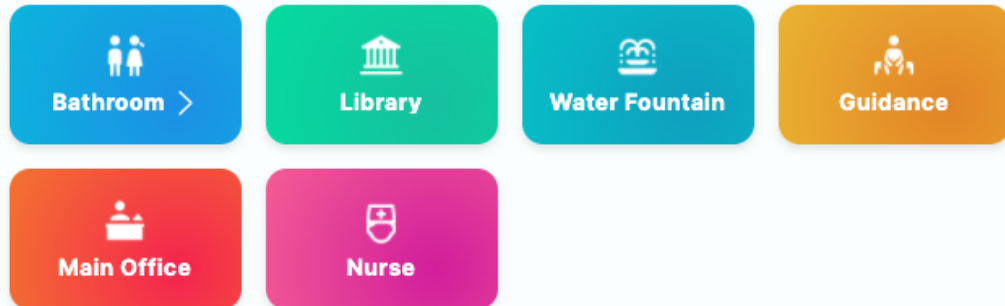 Bathroom
Library
Water Fountain
Guidance
Main Office
Nurse